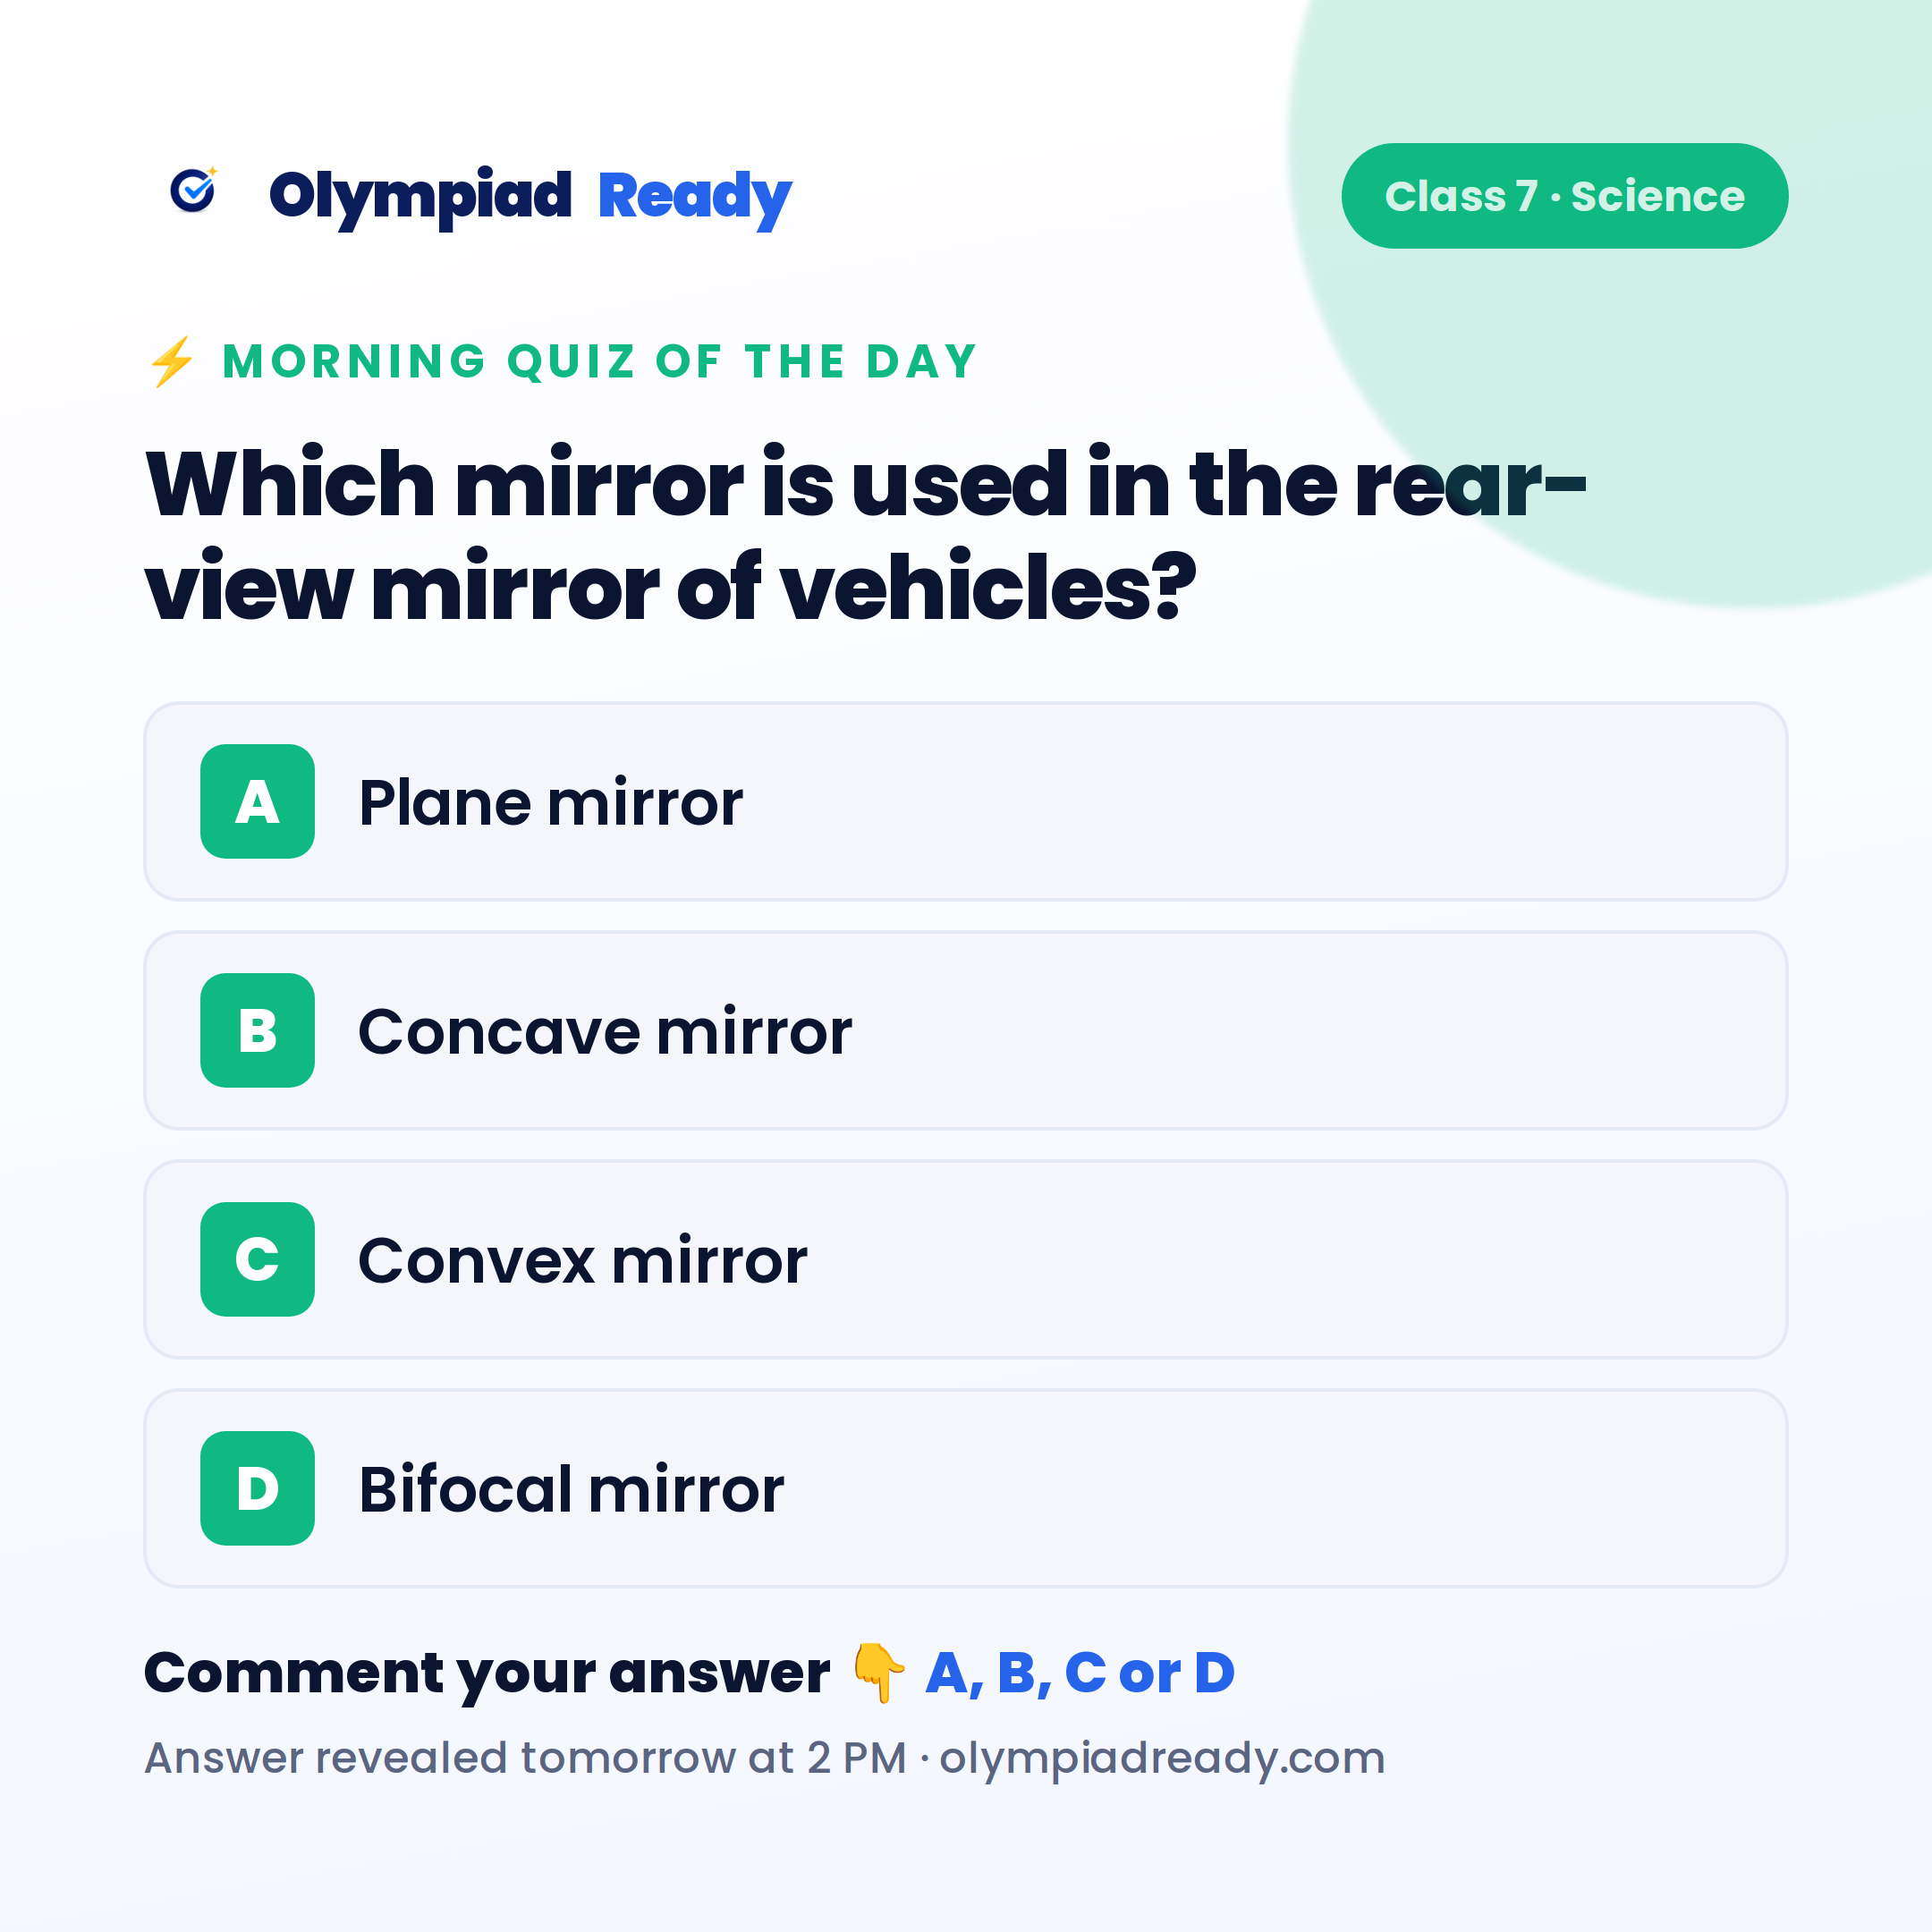 Olympiad Ready
Class 7 · Science
⚡ MORNING QUIZ OF THE DAY
Which mirror is used in the rear-
view mirror of vehicles?
A Plane mirror
B Concave mirror
C Convex mirror
D Bifocal mirror
Comment your answer 👇 A, B, C or D
Answer revealed tomorrow at 2 PM · olympiadready.com